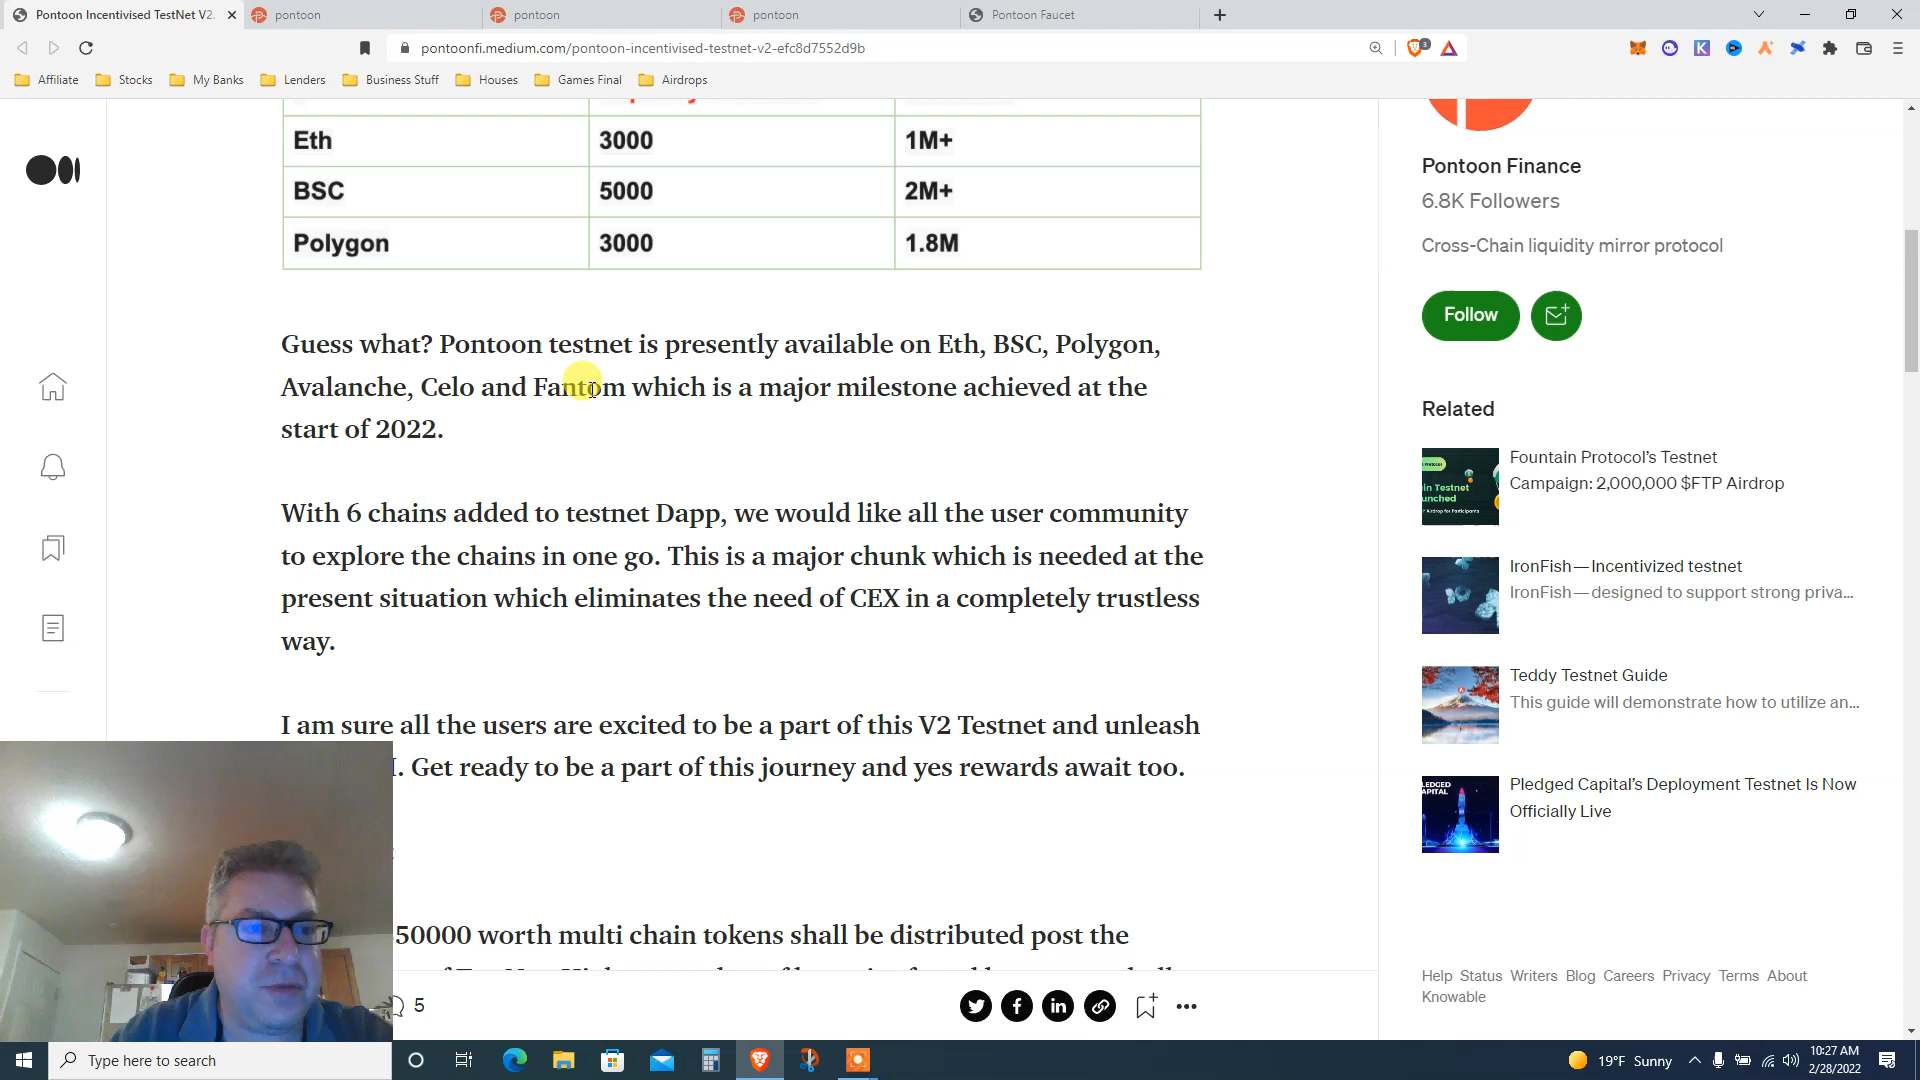 Pontoon Incentivised TestNet V2
pontoon
pontoon
pontoon
Pontoon Faucet
pontoonfi.medium.com/pontoon-incentivised-testnet-v2-efc8d7552d9b
3
Affiliate
Stocks
My Banks
Lenders
Business Stuff
Houses
Games Final
Airdrops
Eth 3000 1M+
BSC 5000 2M+
Polygon 3000 1.8M
Guess what? Pontoon testnet is presently available on Eth, BSC, Polygon,
Avalanche, Celo and Fantom which is a major milestone achieved at the
start of 2022.
With 6 chains added to testnet Dapp, we would like all the user community
to explore the chains in one go. This is a major chunk which is needed at the
present situation which eliminates the need of CEX in a completely trustless
way.
I am sure all the users are excited to be a part of this V2 Testnet and unleash
Get ready to be a part of this journey and yes rewards await too.
50000 worth multi chain tokens shall be distributed post the
5
Pontoon Finance
6.8K Followers
Cross-Chain liquidity mirror protocol
Follow
Related
Fountain Protocol's Testnet
Campaign: 2,000,000 $FTP Airdrop
IronFish—Incentivized testnet
IronFish—designed to support strong priva...
Teddy Testnet Guide
This guide will demonstrate how to utilize an...
Pledged Capital's Deployment Testnet Is Now
Officially Live
Help Status Writers Blog Careers Privacy Terms About
Knowable
Type here to search
19°F Sunny
10:27 AM
2/28/2022